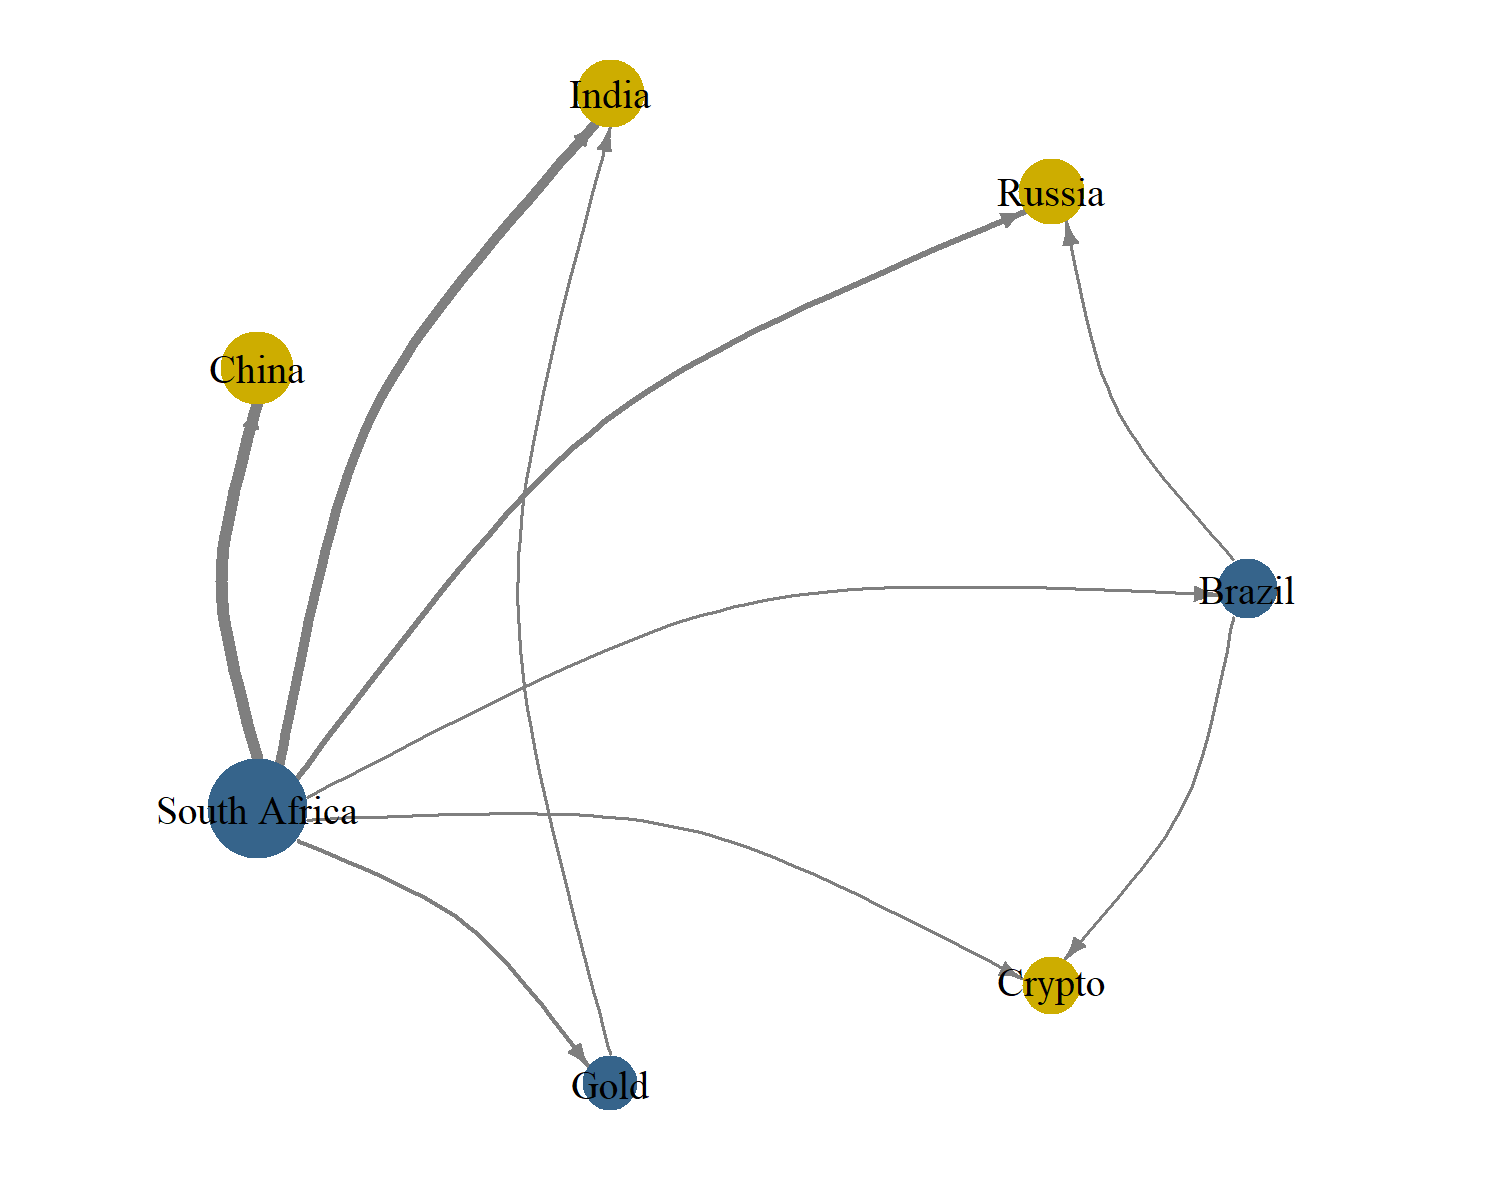 India
Russia
China
Brazil
South Africa
Crypto
Gold